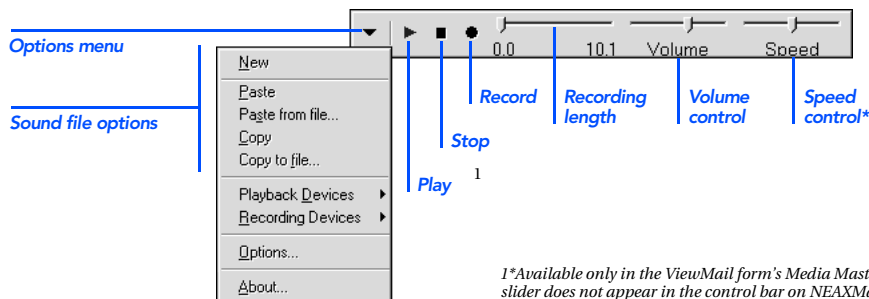 Options menu
0.0 10.1 Volume Speed
New
Sound file options
Paste
Paste from file...
Copy
Copy to file...
Record
Recording length
Volume control
Speed control*
Stop
Play 1
Playback Devices
Recording Devices
Options...
About...
1*Available only in the ViewMail form's Media Mast
slider does not appear in the control bar on NEAXMa